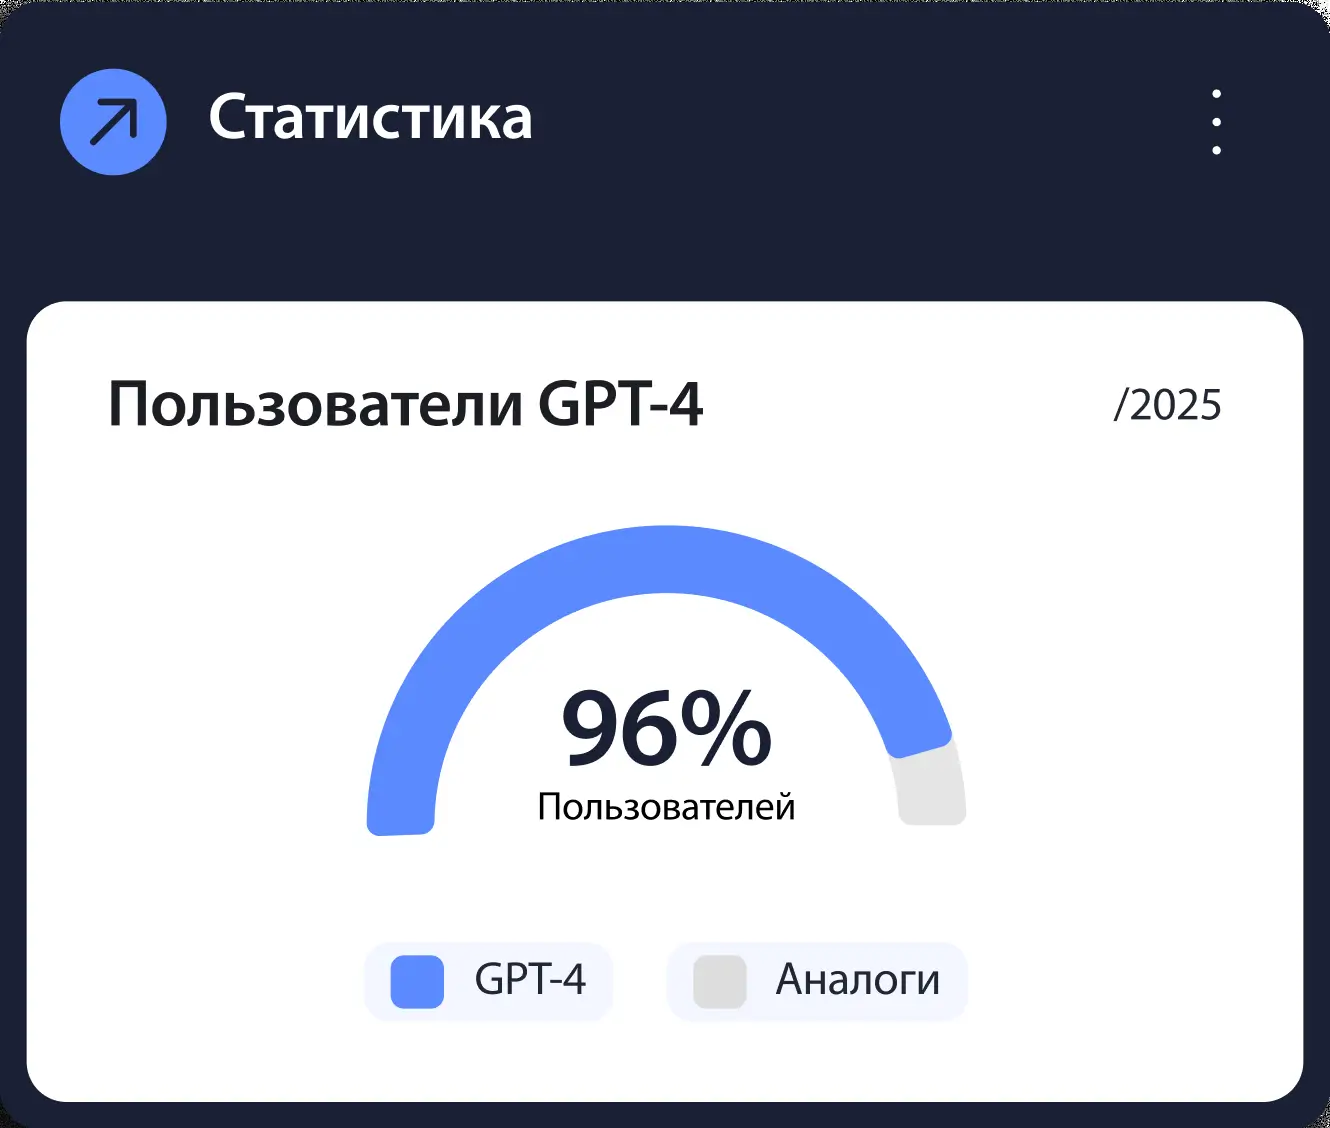 Статистика
Пользователи GPT-4
/2025
96%
Пользователей
GPT-4
Аналоги